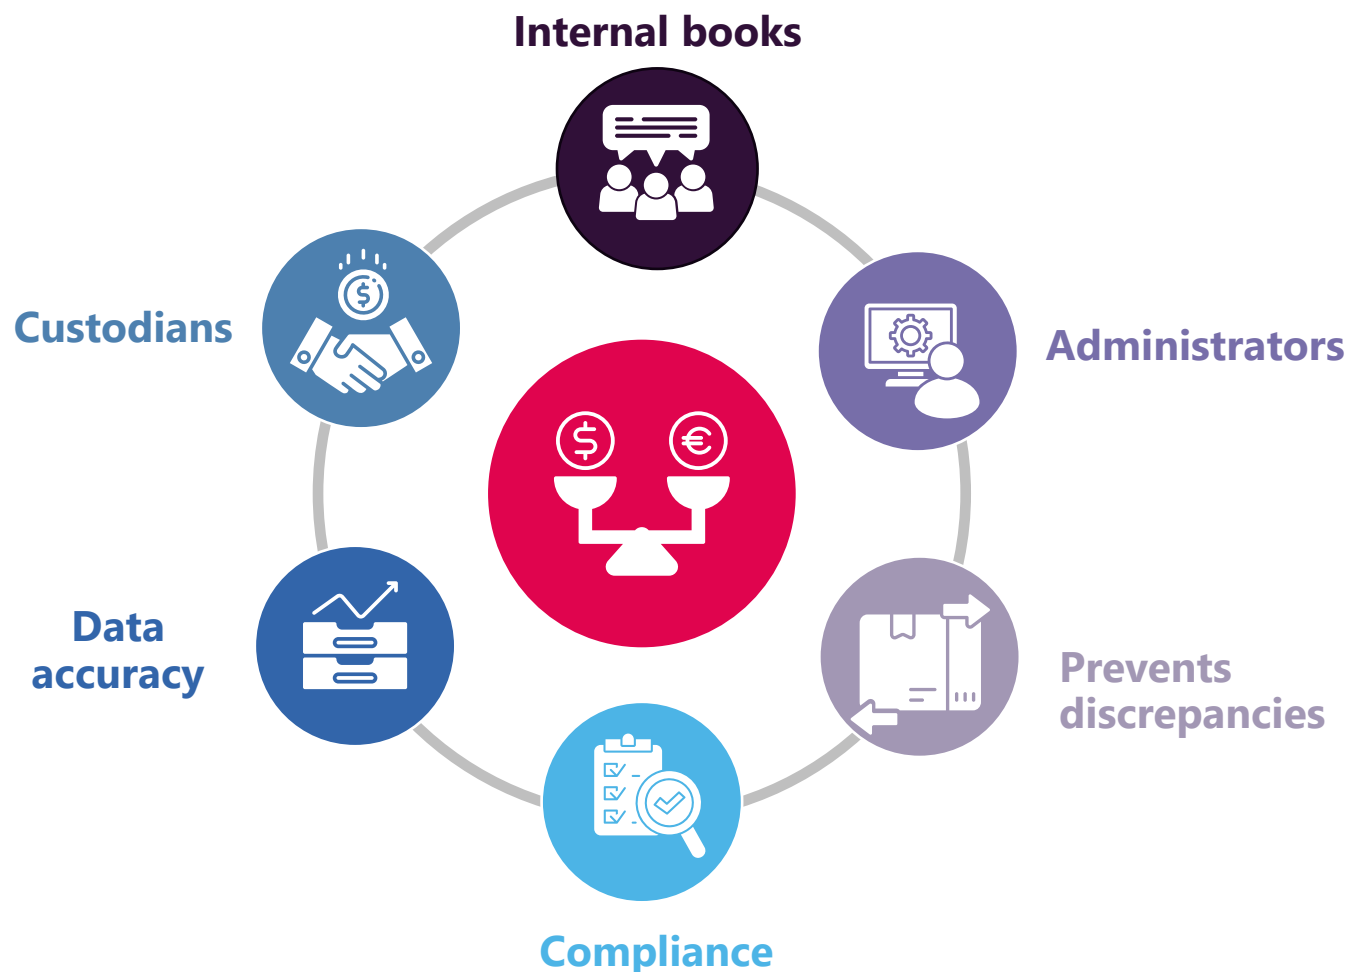 Internal books
Custodians
Administrators
Data
accuracy
Prevents
discrepancies
Compliance
$
$
€